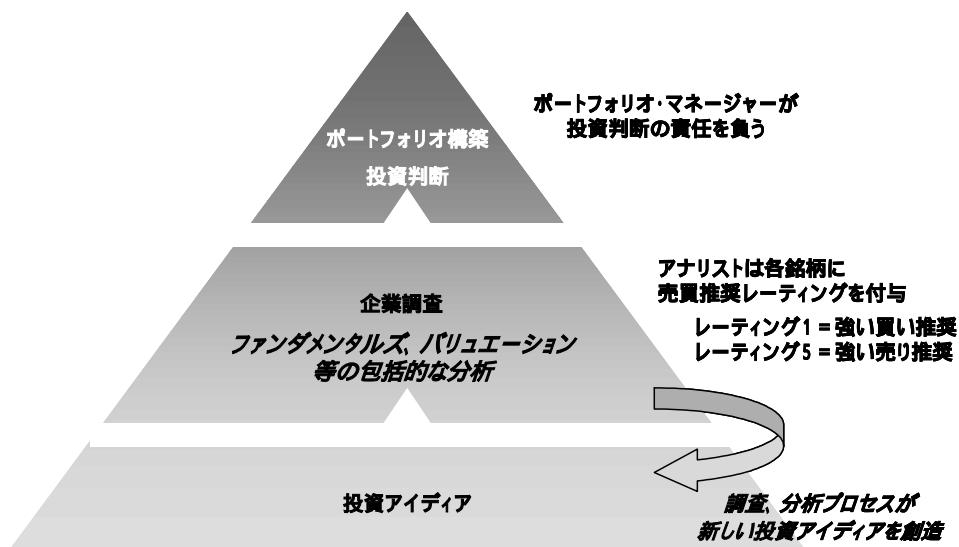 ポートフォリオ・マネージャーが
投資判断の責任を負う
ポートフォリオ構築
投資判断
アナリストは各銘柄に
売買推奨レーティングを付与
レーティング1=強い買い推奨
レーティング5=強い売り推奨
企業調査
ファンダメンタルズ、バリュエーション
等の包括的な分析
投資アイディア
調査、分析プロセスが
新しい投資アイディアを創造